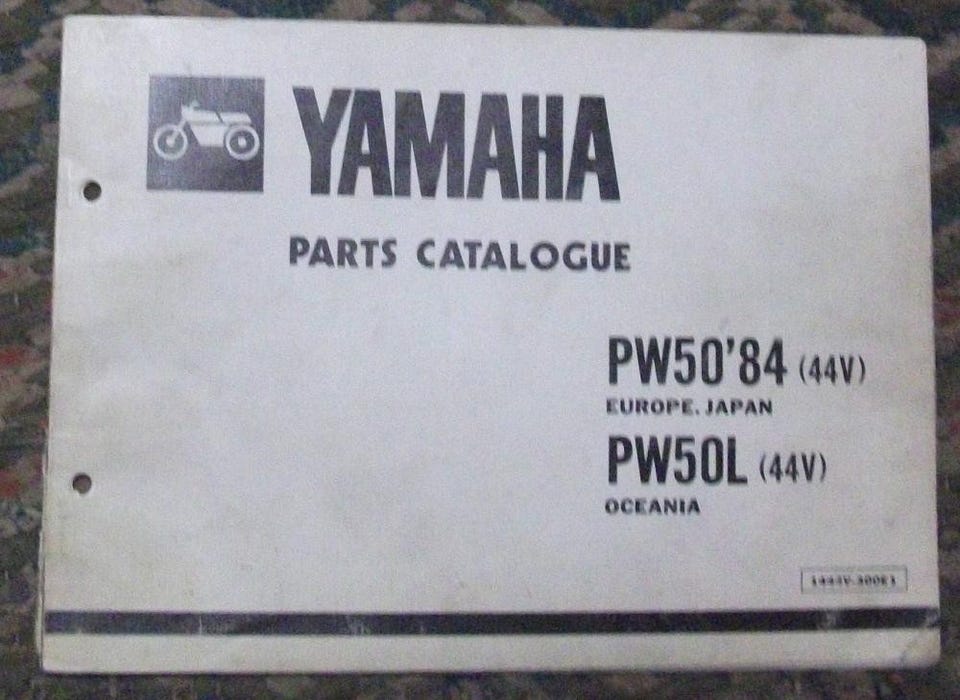 YAMAHA
PARTS CATALOGUE
PW50'84 (44V)
EUROPE. JAPAN
PW50L (44V)
OCEANIA